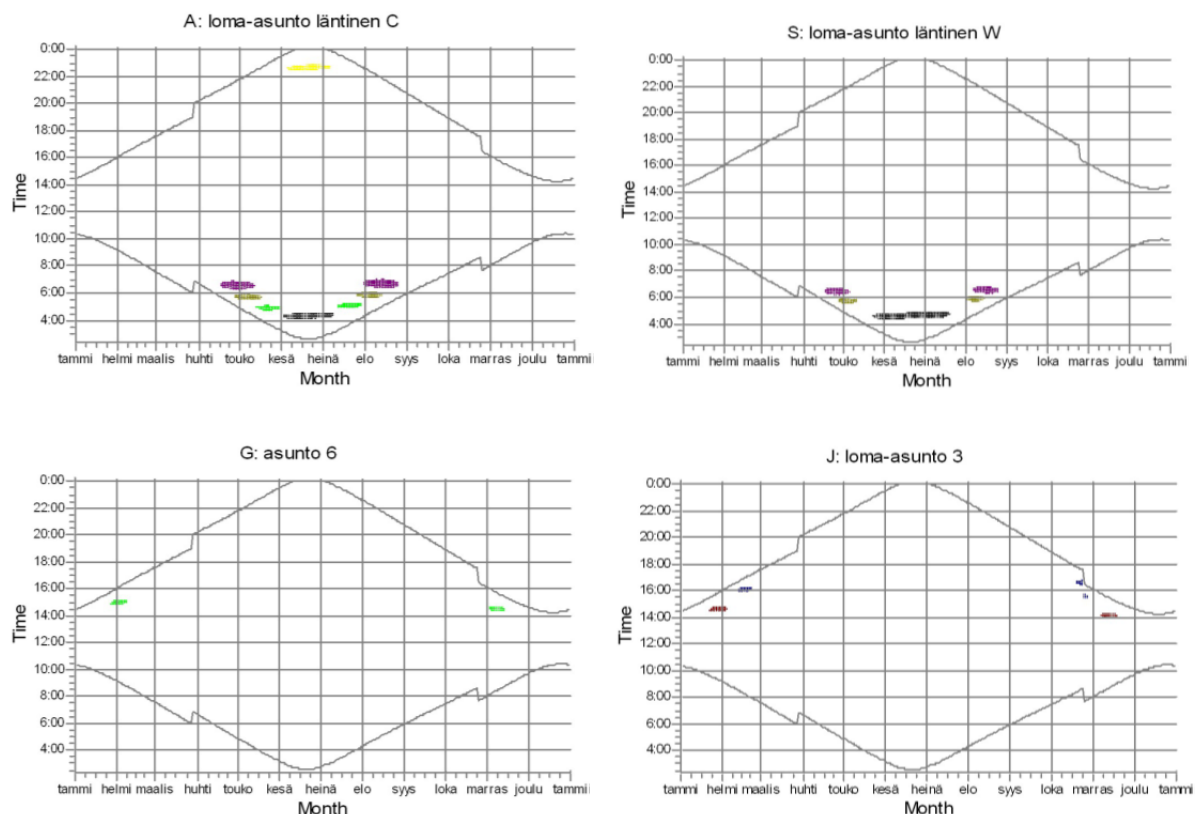 A: loma-asunto läntinen C
0:00
22:00
20:00
18:00
16:00
14:00
12:00
10:00
8:00
6:00
4:00
Time
tammi helmi maalis huhti touko kesä heinä elo syys loka marras joulu tammi
Month
S: loma-asunto läntinen W
0:00
22:00
20:00
18:00
16:00
14:00
12:00
10:00
8:00
6:00
4:00
Time
tammi helmi maalis huhti touko kesä heinä elo syys loka marras joulu tammi
Month
G: asunto 6
0:00
22:00
20:00
18:00
16:00
14:00
12:00
10:00
8:00
6:00
4:00
Time
tammi helmi maalis huhti touko kesä heinä elo syys loka marras joulu tammi
Month
J: loma-asunto 3
0:00
22:00
20:00
18:00
16:00
14:00
12:00
10:00
8:00
6:00
4:00
Time
tammi helmi maalis huhti touko kesä heinä elo syys loka marras joulu tammi
Month